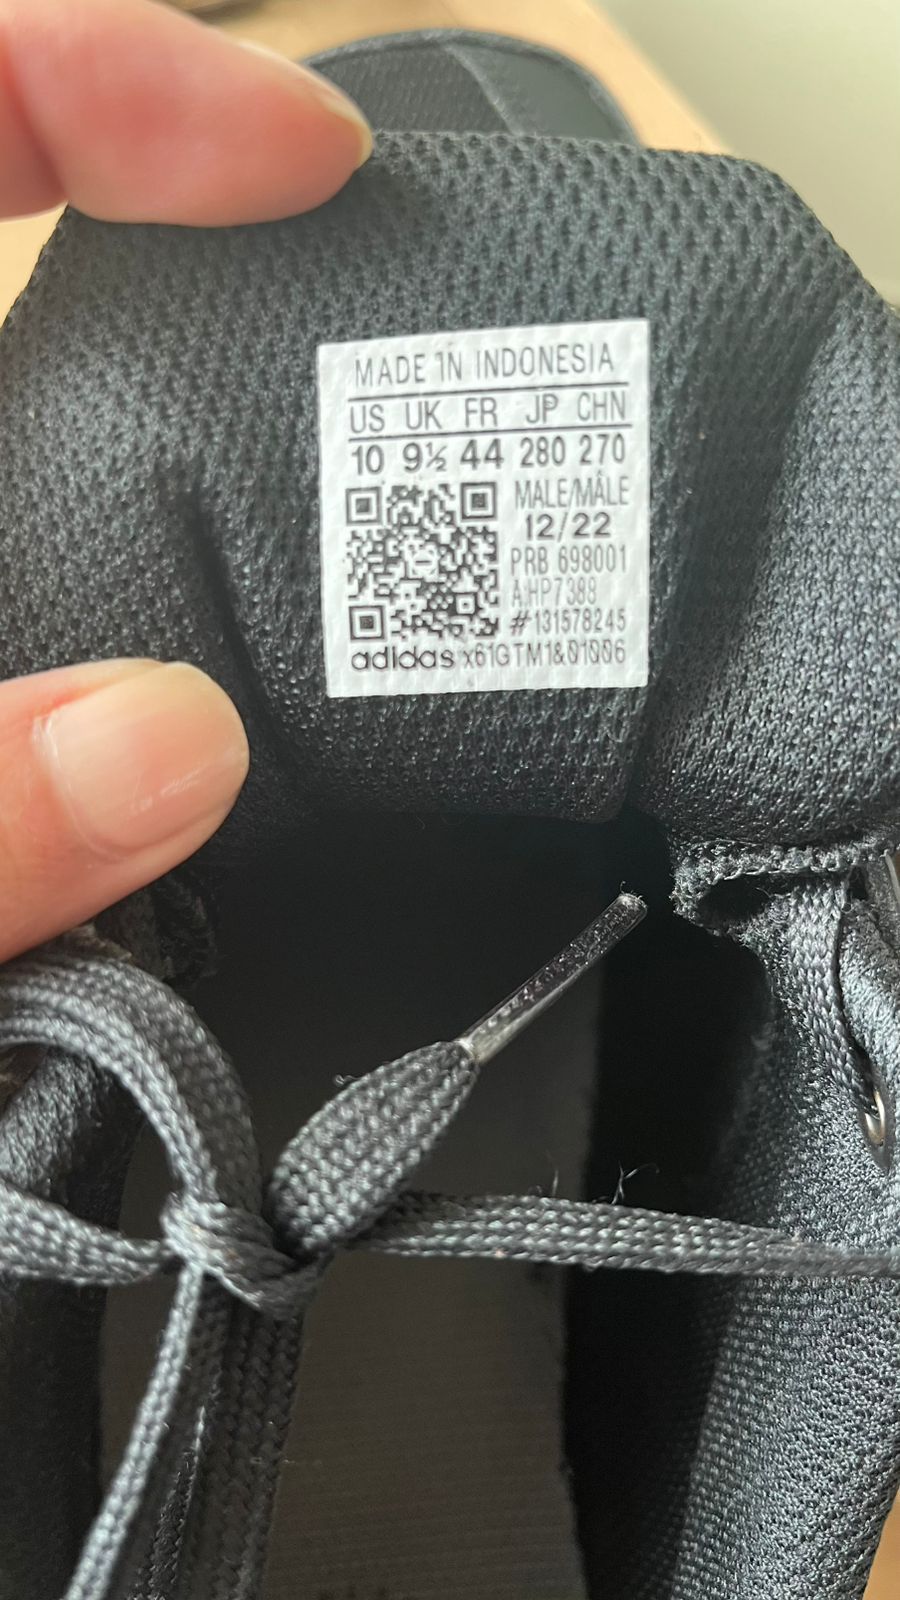 MADE IN INDONESIA
US UK FR JP CHN
10 9½ 44 280 270
MALE/MÂLE
12/22
PRB 698001
A:HP7388
#131578245
adidas x61GTM1&01006